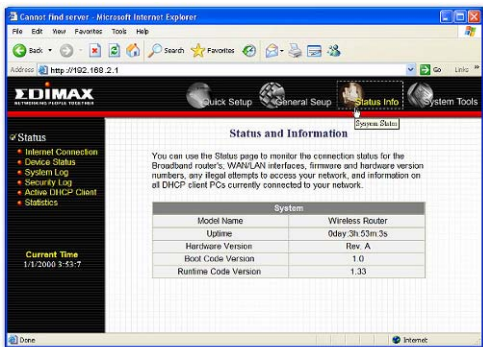 Cannot find server - Microsoft Internet Explorer
File Edit View Favorites Tools Help
Back Search Favorites
Address http://192.168.2.1 Go Links
EDIMAX
NETWORKING PEOPLE TOGETHER
Quick Setup General Seup Status Info System Tools
Sysyem Status
Status
Internet Connection
Device Status
System Log
Security Log
Active DHCP Client
Statistics
Current Time
1/1/2000 3:53:7
Status and Information
You can use the Status page to monitor the connection status for the
Broadband router's, WAN/LAN interfaces, firmware and hardware version
numbers, any illegal attempts to access your network, and information on
all DHCP client PCs currently connected to your network.
System
Model Name Wireless Router
Uptime 0day:3h:53m:3s
Hardware Version Rev. A
Boot Code Version 1.0
Runtime Code Version 1.33
Done Internet